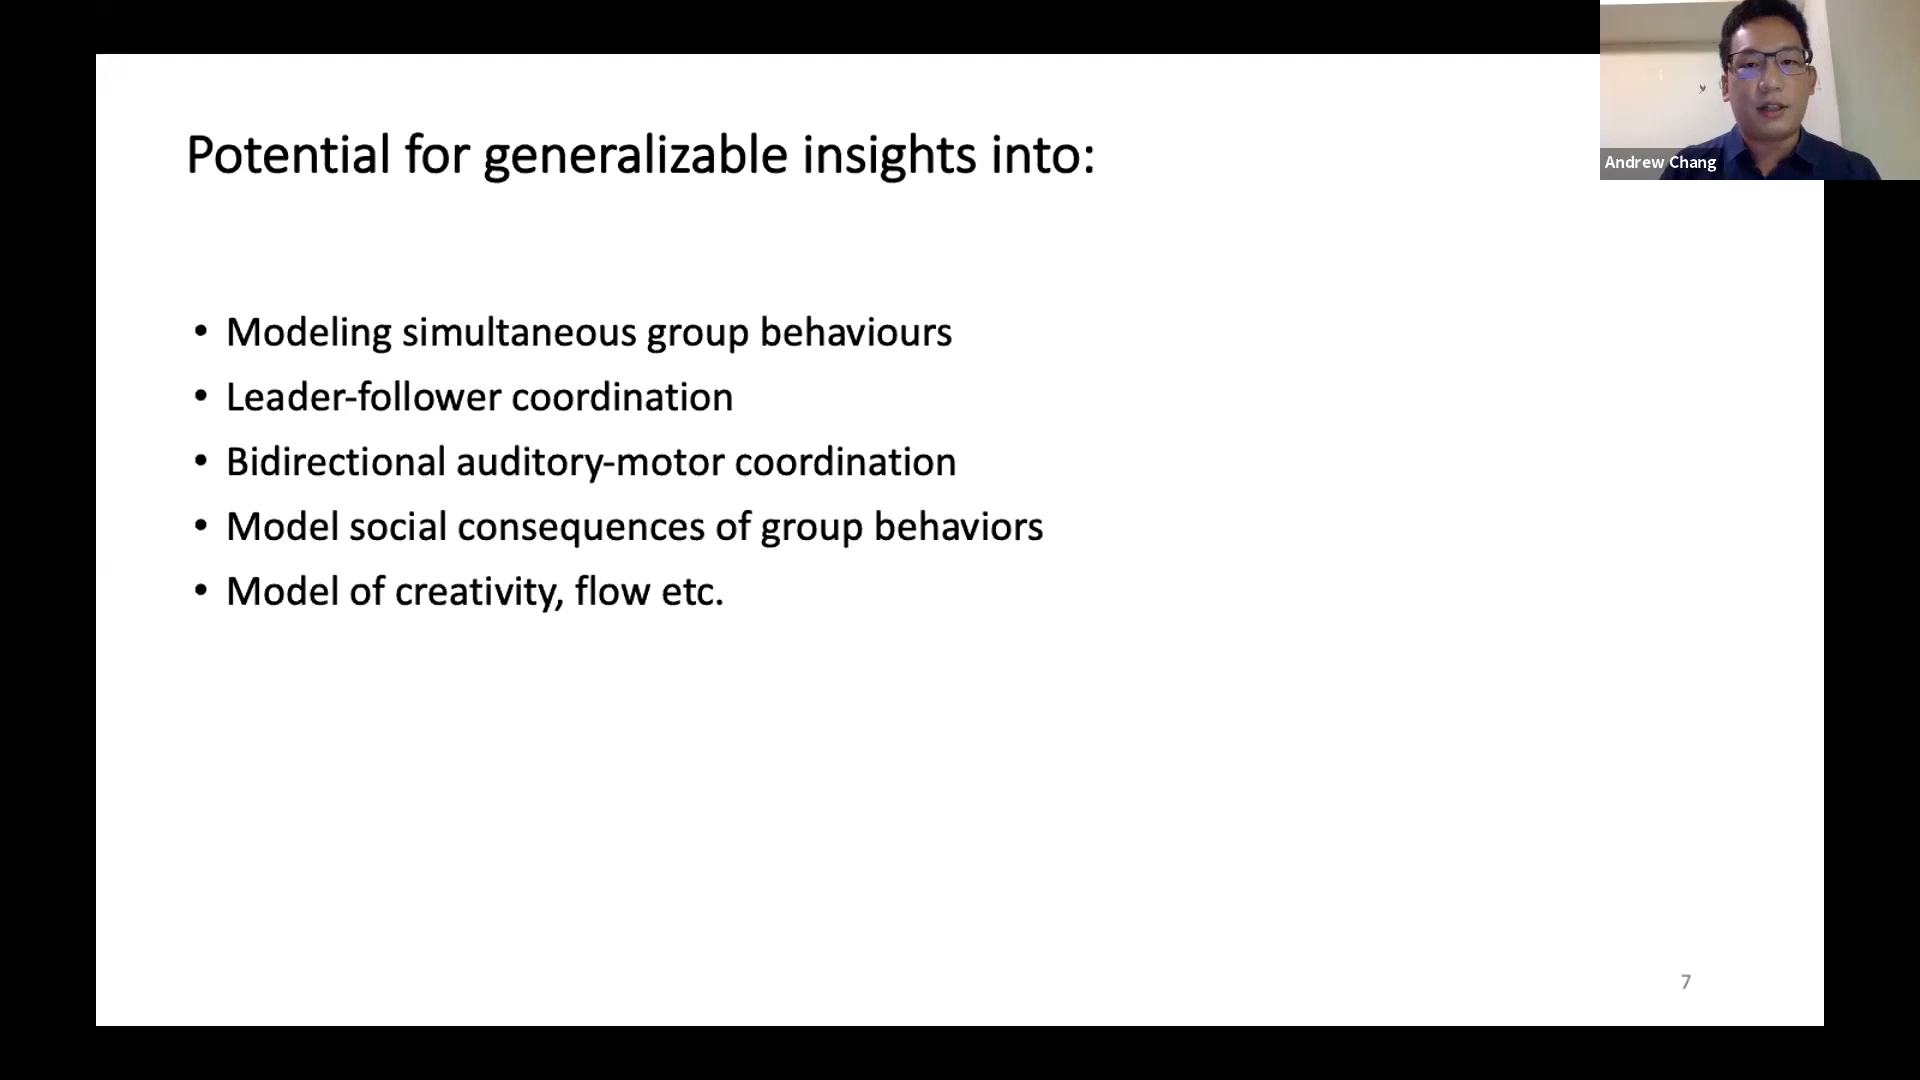 Potential for generalizable insights into:
• Modeling simultaneous group behaviours
• Leader-follower coordination
• Bidirectional auditory-motor coordination
• Model social consequences of group behaviors
• Model of creativity, flow etc.
7
Andrew Chang